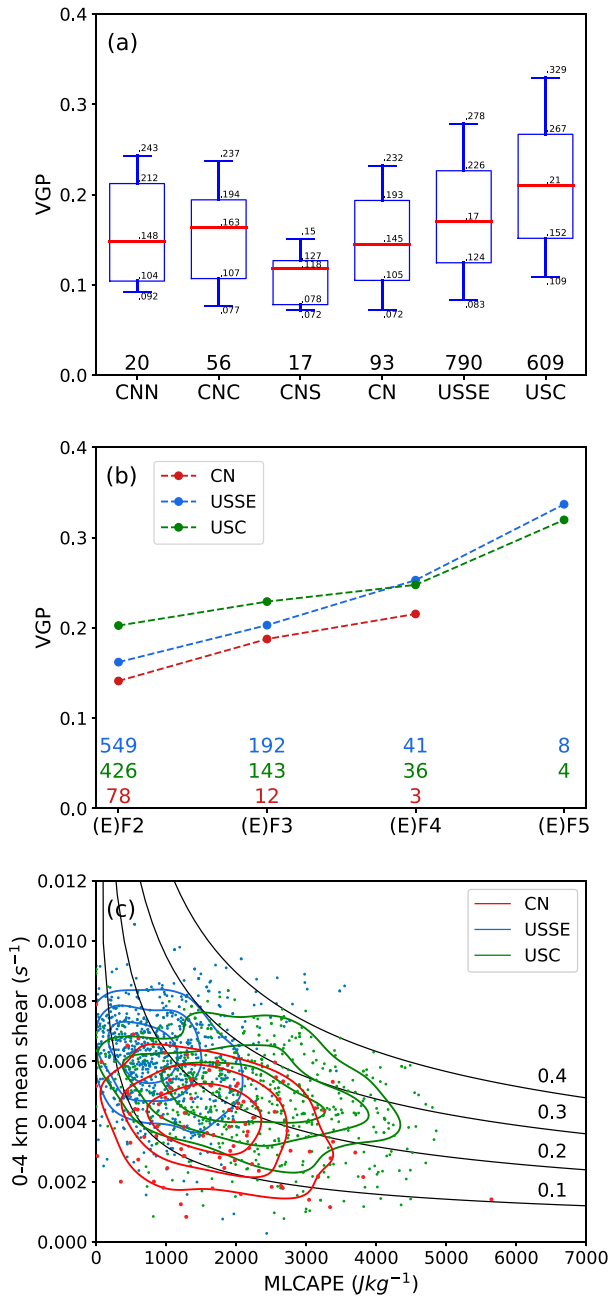 0.4
(a)
.329
.278
.267
.243
.237
.232
.226
.212
.21
.194
.193
.17
.163
.152
.15
.148
.145
.127
.124
.118
.109
.107
.105
.104
.092
.083
.078
.077
.072
.072
0.3
0.2
0.1
0.0
VGP
20 56 17 93 790 609
CNN CNC CNS CN USSE USC
0.4
(b)
CN
USSE
USC
0.3
0.2
0.1
0.0
VGP
549 192 41 8
426 143 36 4
78 12 3
(E)F2 (E)F3 (E)F4 (E)F5
0.012
(c)
CN
USSE
USC
0.010
0.008
0.006
0.004
0.002
0.000
0-4 km mean shear (s⁻¹)
0.4
0.3
0.2
0.1
0 1000 2000 3000 4000 5000 6000 7000
MLCAPE (Jkg⁻¹)